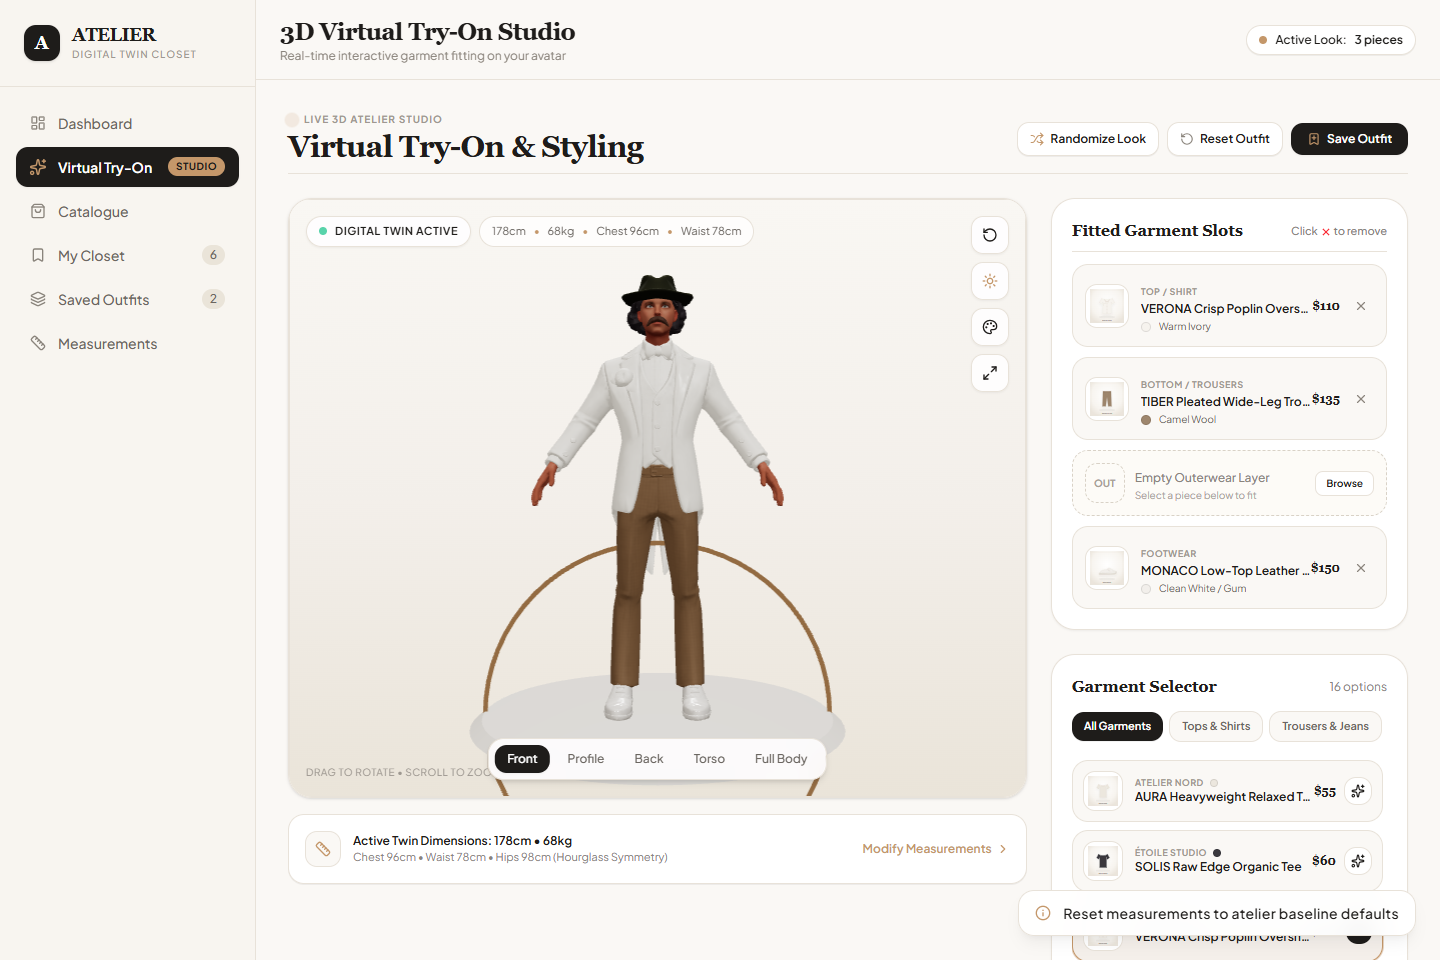 A
ATELIER
DIGITAL TWIN CLOSET
Dashboard
Virtual Try-On STUDIO
Catalogue
My Closet 6
Saved Outfits 2
Measurements
3D Virtual Try-On Studio
Real-time interactive garment fitting on your avatar
Active Look: 3 pieces
LIVE 3D ATELIER STUDIO
Virtual Try-On & Styling
Randomize Look
Reset Outfit
Save Outfit
DIGITAL TWIN ACTIVE
178cm • 68kg • Chest 96cm • Waist 78cm
DRAG TO ROTATE • SCROLL TO ZOO
Front Profile Back Torso Full Body
Active Twin Dimensions: 178cm • 68kg
Chest 96cm • Waist 78cm • Hips 98cm (Hourglass Symmetry)
Modify Measurements
Fitted Garment Slots
Click × to remove
TOP / SHIRT
VERONA Crisp Poplin Overs... $110
Warm Ivory
BOTTOM / TROUSERS
TIBER Pleated Wide-Leg Tro... $135
Camel Wool
OUT
Empty Outerwear Layer
Select a piece below to fit
Browse
FOOTWEAR
MONACO Low-Top Leather ... $150
Clean White / Gum
Garment Selector
16 options
All Garments Tops & Shirts Trousers & Jeans
ATELIER NORD
AURA Heavyweight Relaxed T... $55
ÉTOILE STUDIO
SOLIS Raw Edge Organic Tee $60
Reset measurements to atelier baseline defaults
VERONA Crisp Poplin Oversh...